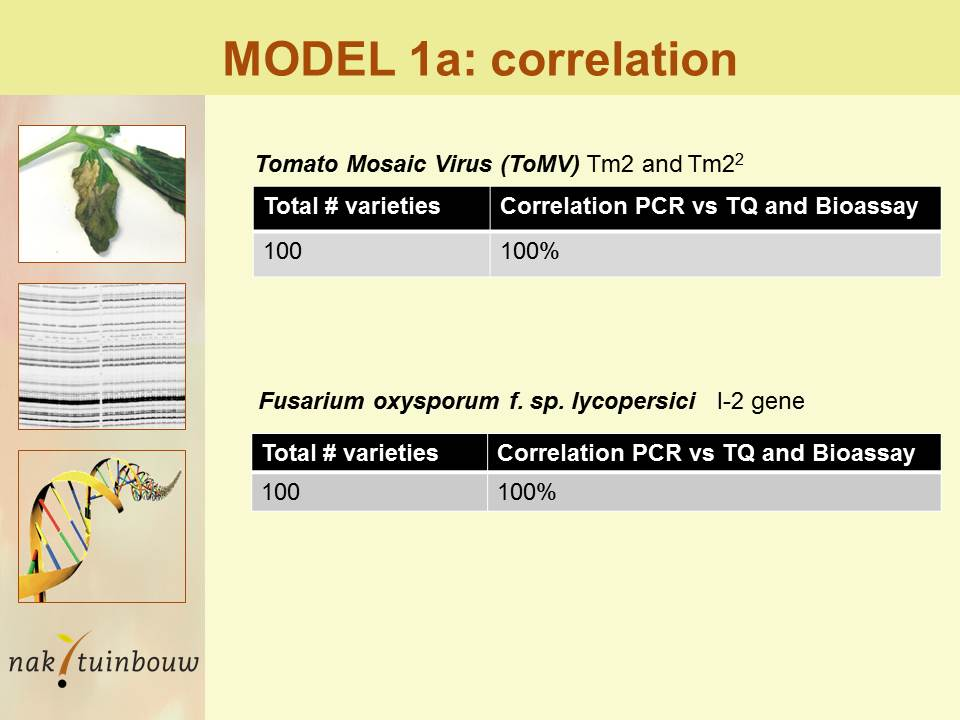 MODEL 1a: correlation
Tomato Mosaic Virus (ToMV) Tm2 and Tm2²
Total # varieties Correlation PCR vs TQ and Bioassay
100 100%
Fusarium oxysporum f. sp. lycopersici I-2 gene
Total # varieties Correlation PCR vs TQ and Bioassay
100 100%
nak tuinbouw